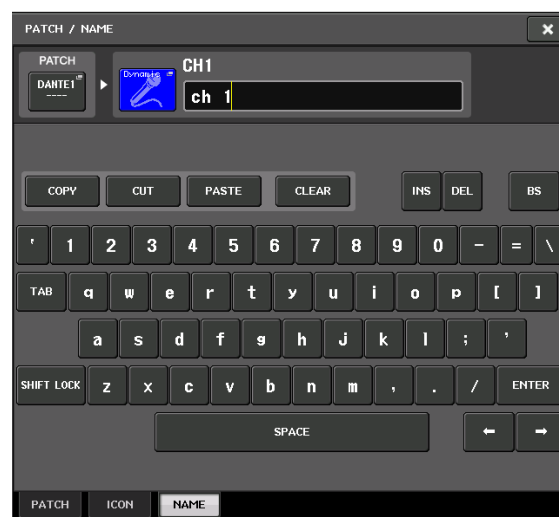 PATCH / NAME
PATCH
DANTE1
----
Dynamic
CH1
ch 1
COPY CUT PASTE CLEAR INS DEL BS
' 1 2 3 4 5 6 7 8 9 0 - = \
TAB q w e r t y u i o p [ ]
a s d f g h j k l ; '
SHIFT LOCK z x c v b n m , . / ENTER
SPACE ← →
PATCH ICON NAME